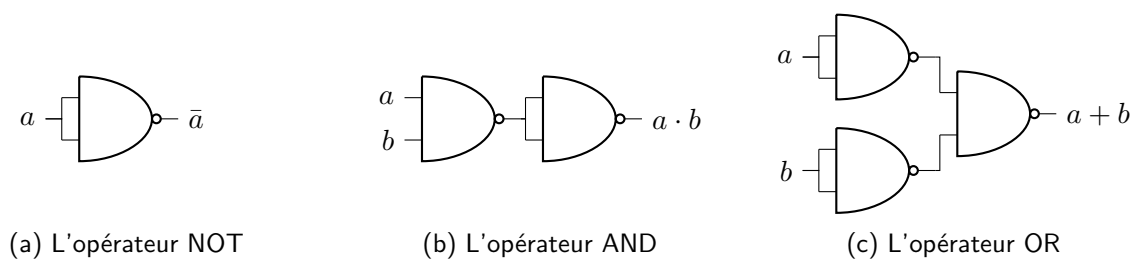 a
ā
(a) L'opérateur NOT
a
b
a · b
(b) L'opérateur AND
a
b
a + b
(c) L'opérateur OR